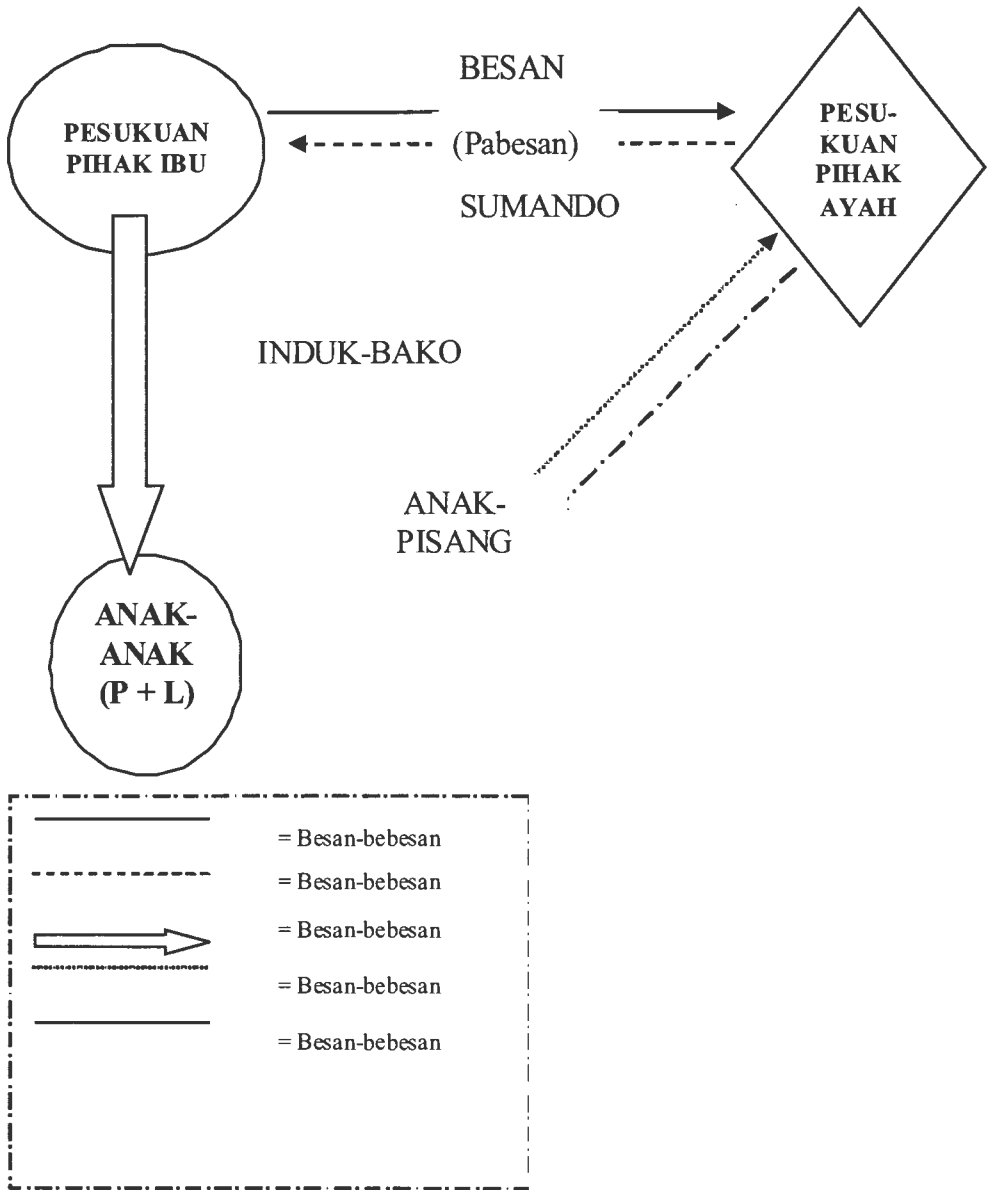 BESAN
PESUKUAN
PIHAK IBU
(Pabesan)
PESU-
KUAN
PIHAK
AYAH
SUMANDO
INDUK-BAKO
ANAK-
PISANG
ANAK-
ANAK
(P + L)
= Besan-bebesan
= Besan-bebesan
= Besan-bebesan
= Besan-bebesan
= Besan-bebesan